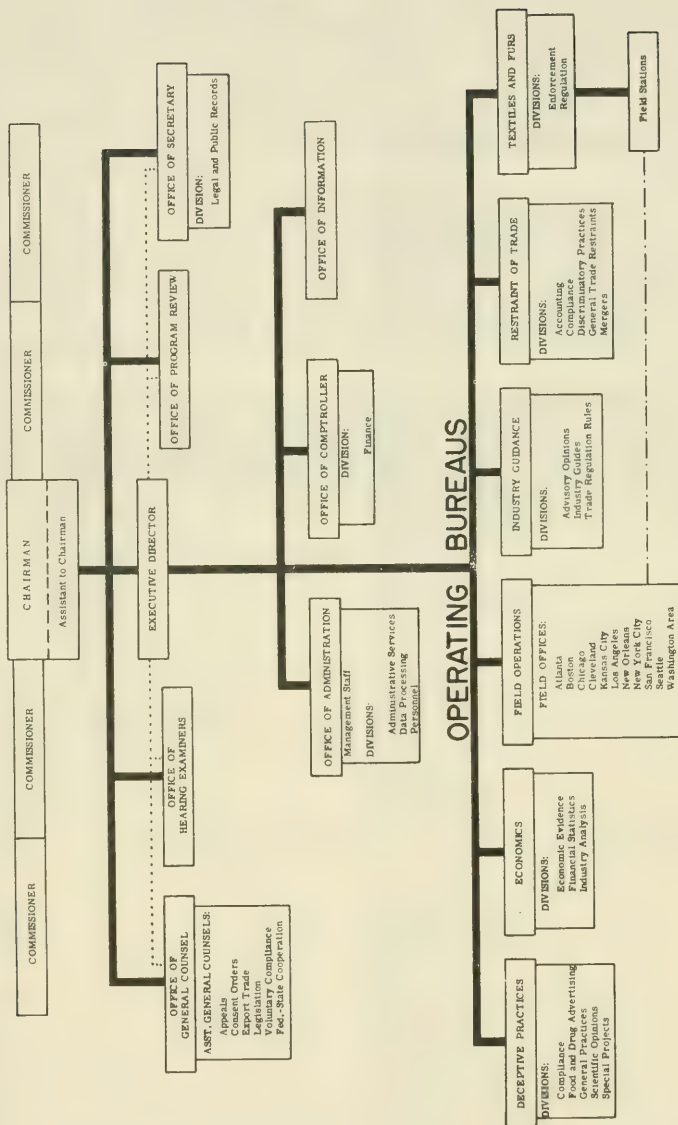 COMMISSIONER
COMMISSIONER
CHAIRMAN
Assistant to Chairman
COMMISSIONER
COMMISSIONER
OFFICE OF
GENERAL COUNSEL
ASST. GENERAL COUNSELS:
Appeals
Consent Orders
Export Trade
Legislation
Voluntary Compliance
Fed.-State Cooperation
OFFICE OF
HEARING EXAMINERS
EXECUTIVE DIRECTOR
OFFICE OF PROGRAM REVIEW
OFFICE OF SECRETARY
DIVISION:
Legal and Public Records
OFFICE OF ADMINISTRATION
Management Staff
DIVISIONS:
Administrative Services
Data Processing
Personnel
OFFICE OF COMPTROLLER
DIVISION:
Finance
OFFICE OF INFORMATION
OPERATING BUREAUS
DECEPTIVE PRACTICES
DIVISIONS:
Compliance
Food and Drug Advertising
General Practices
Scientific Opinions
Special Projects
ECONOMICS
DIVISIONS:
Economic Evidence
Financial Statistics
Industry Analysis
FIELD OPERATIONS
FIELD OFFICES:
Atlanta
Boston
Chicago
Cleveland
Kansas City
Los Angeles
New Orleans
New York City
San Francisco
Seattle
Washington Area
INDUSTRY GUIDANCE
DIVISIONS.
Advisory Opinions
Industry Guides
Trade Regulation Rules
RESTRAINT OF TRADE
DIVISIONS:
Accounting
Compliance
Discriminatory Practices
General Trade Restraints
Mergers
TEXTILES AND FURS
DIVISIONS:
Enforcement
Regulation
Field Stations